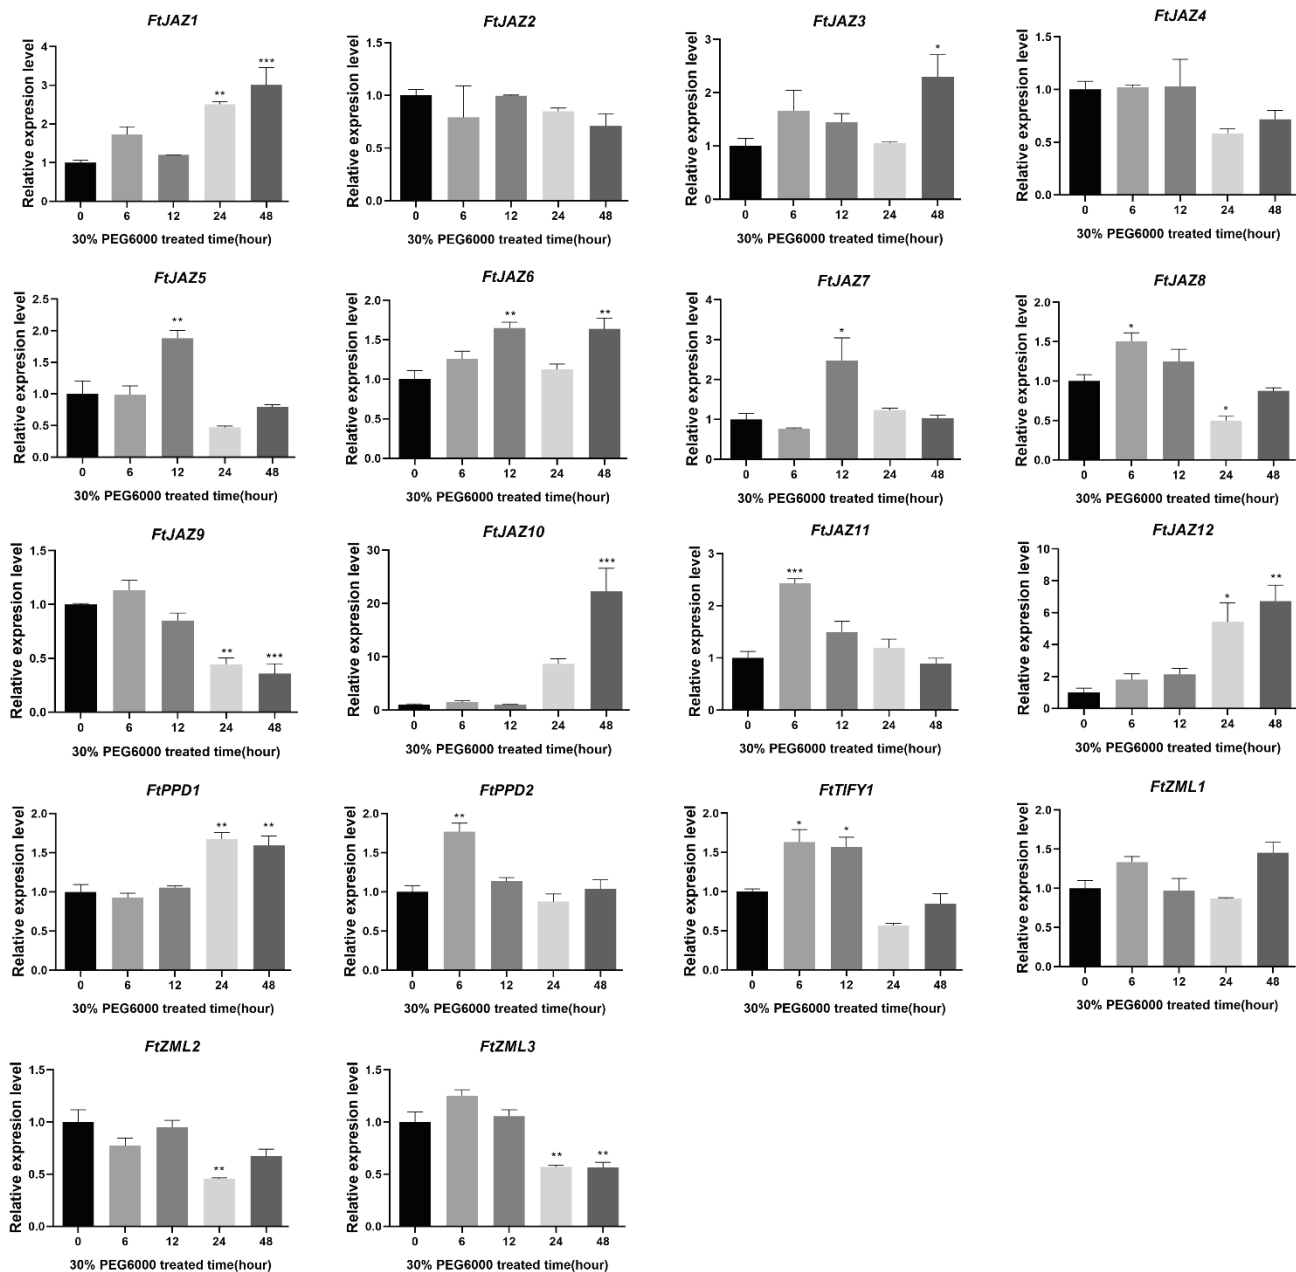 FtJAZ1
Relative expression level
4
3
2
1
0
** ***
0 6 12 24 48
30% PEG6000 treated time(hour)
FtJAZ2
Relative expression level
1.5
1.0
0.5
0.0
0 6 12 24 48
30% PEG6000 treated time(hour)
FtJAZ3
Relative expression level
3
2
1
0
*
0 6 12 24 48
30% PEG6000 treated time(hour)
FtJAZ4
Relative expression level
1.5
1.0
0.5
0.0
0 6 12 24 48
30% PEG6000 treated time(hour)
FtJAZ5
Relative expression level
2.5
2.0
1.5
1.0
0.5
0.0
**
0 6 12 24 48
30% PEG6000 treated time(hour)
FtJAZ6
Relative expression level
2.0
1.5
1.0
0.5
0.0
** **
0 6 12 24 48
30% PEG6000 treated time(hour)
FtJAZ7
Relative expression level
4
3
2
1
0
*
0 6 12 24 48
30% PEG6000 treated time(hour)
FtJAZ8
Relative expression level
2.0
1.5
1.0
0.5
0.0
* *
0 6 12 24 48
30% PEG6000 treated time(hour)
FtJAZ9
Relative expression level
1.5
1.0
0.5
0.0
** ***
0 6 12 24 48
30% PEG6000 treated time(hour)
FtJAZ10
Relative expression level
30
20
10
0
***
0 6 12 24 48
30% PEG6000 treated time(hour)
FtJAZ11
Relative expression level
3
2
1
0
***
0 6 12 24 48
30% PEG6000 treated time(hour)
FtJAZ12
Relative expression level
10
8
6
4
2
0
* **
0 6 12 24 48
30% PEG6000 treated time(hour)
FtPPD1
Relative expression level
2.0
1.5
1.0
0.5
0.0
** **
0 6 12 24 48
30% PEG6000 treated time(hour)
FtPPD2
Relative expression level
2.0
1.5
1.0
0.5
0.0
**
0 6 12 24 48
30% PEG6000 treated time(hour)
FtTIFY1
Relative expression level
2.0
1.5
1.0
0.5
0.0
* *
0 6 12 24 48
30% PEG6000 treated time(hour)
FtZML1
Relative expression level
2.0
1.5
1.0
0.5
0.0
0 6 12 24 48
30% PEG6000 treated time(hour)
FtZML2
Relative expression level
1.5
1.0
0.5
0.0
**
0 6 12 24 48
30% PEG6000 treated time(hour)
FtZML3
Relative expression level
1.5
1.0
0.5
0.0
** **
0 6 12 24 48
30% PEG6000 treated time(hour)